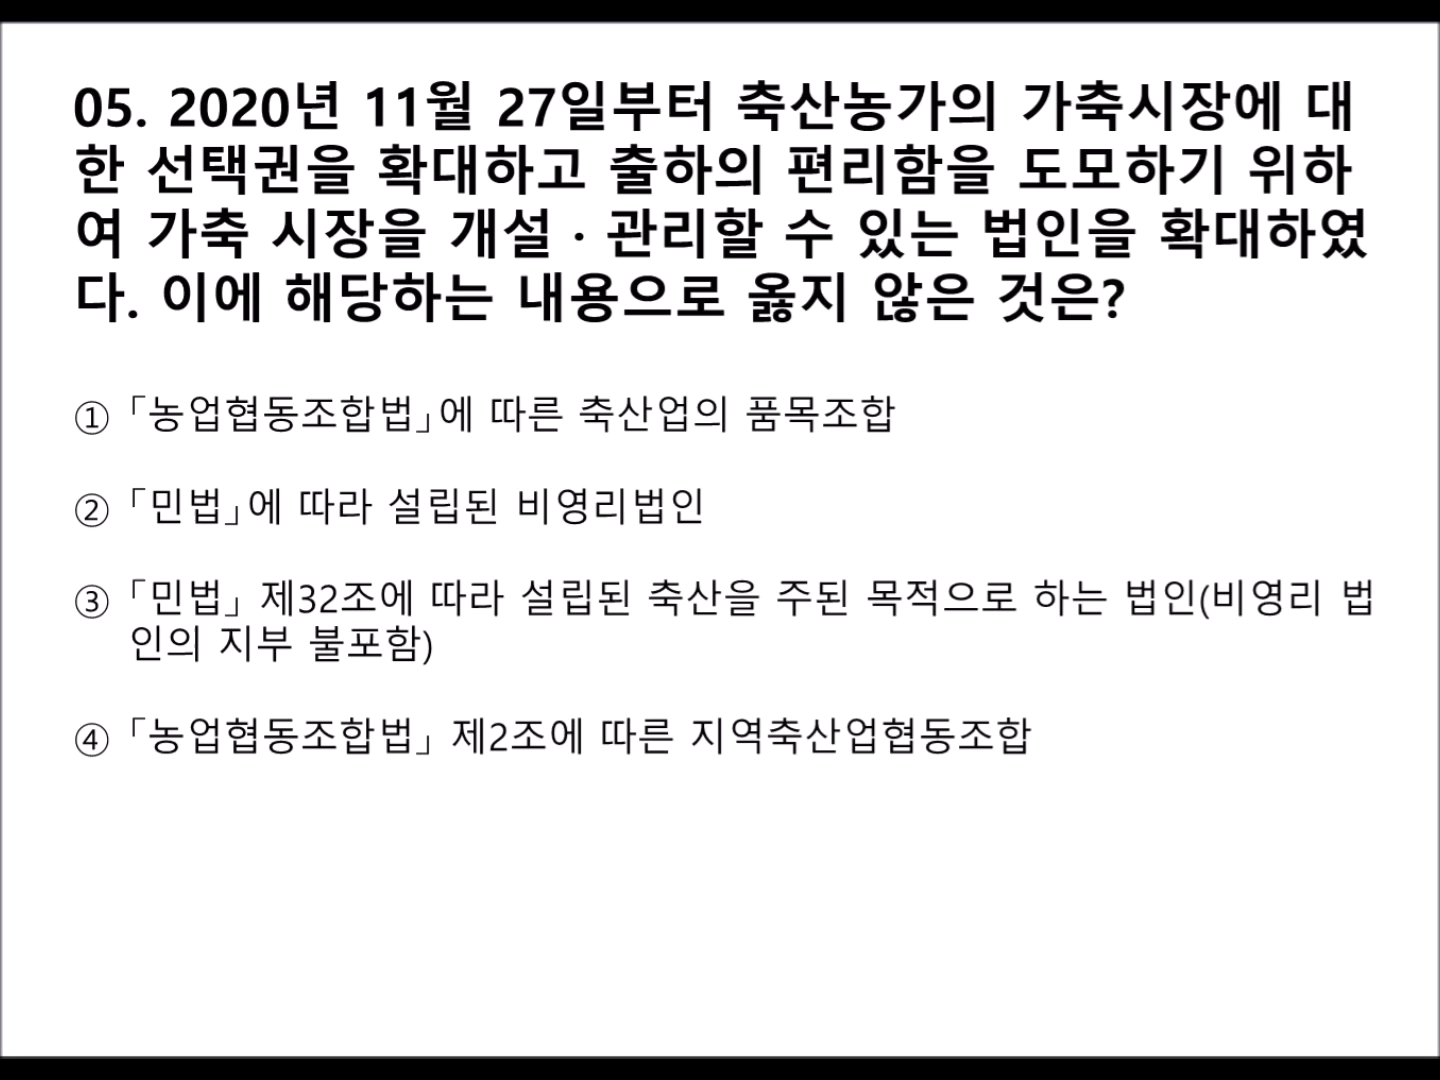 05. 2020년 11월 27일부터 축산농가의 가축시장에 대
한 선택권을 확대하고 출하의 편리함을 도모하기 위하
여 가축 시장을 개설 · 관리할 수 있는 법인을 확대하였
다. 이에 해당하는 내용으로 옳지 않은 것은?
① 「농업협동조합법」에 따른 축산업의 품목조합
② 「민법」에 따라 설립된 비영리법인
③ 「민법」 제32조에 따라 설립된 축산을 주된 목적으로 하는 법인(비영리 법
인의 지부 불포함)
④ 「농업협동조합법」 제2조에 따른 지역축산업협동조합